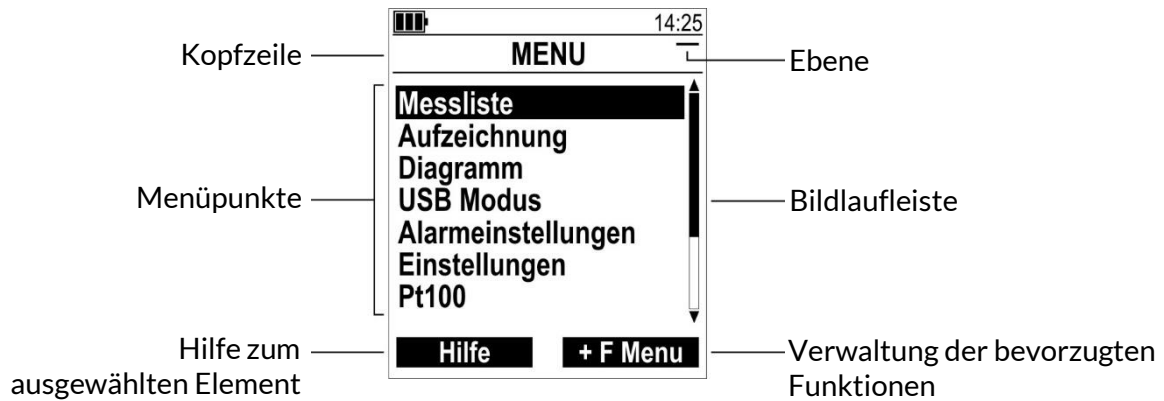 14:25
Kopfzeile
MENU
Ebene
Messliste
Aufzeichnung
Diagramm
Menüpunkte
USB Modus
Bildlaufleiste
Alarmeinstellungen
Einstellungen
Pt100
Hilfe zum
ausgewählten Element
Hilfe
+ F Menu
Verwaltung der bevorzugten
Funktionen